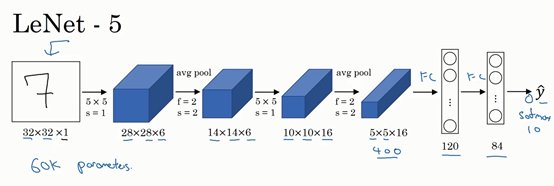 LeNet - 5
7
avg pool
avg pool
5 × 5
s = 1
f = 2
s = 2
5 × 5
s = 1
f = 2
s = 2
FC
FC
ŷ
softmax
10
32×32×1
28×28×6
14×14×6
10×10×16
5×5×16
400
120
84
60K parameters.